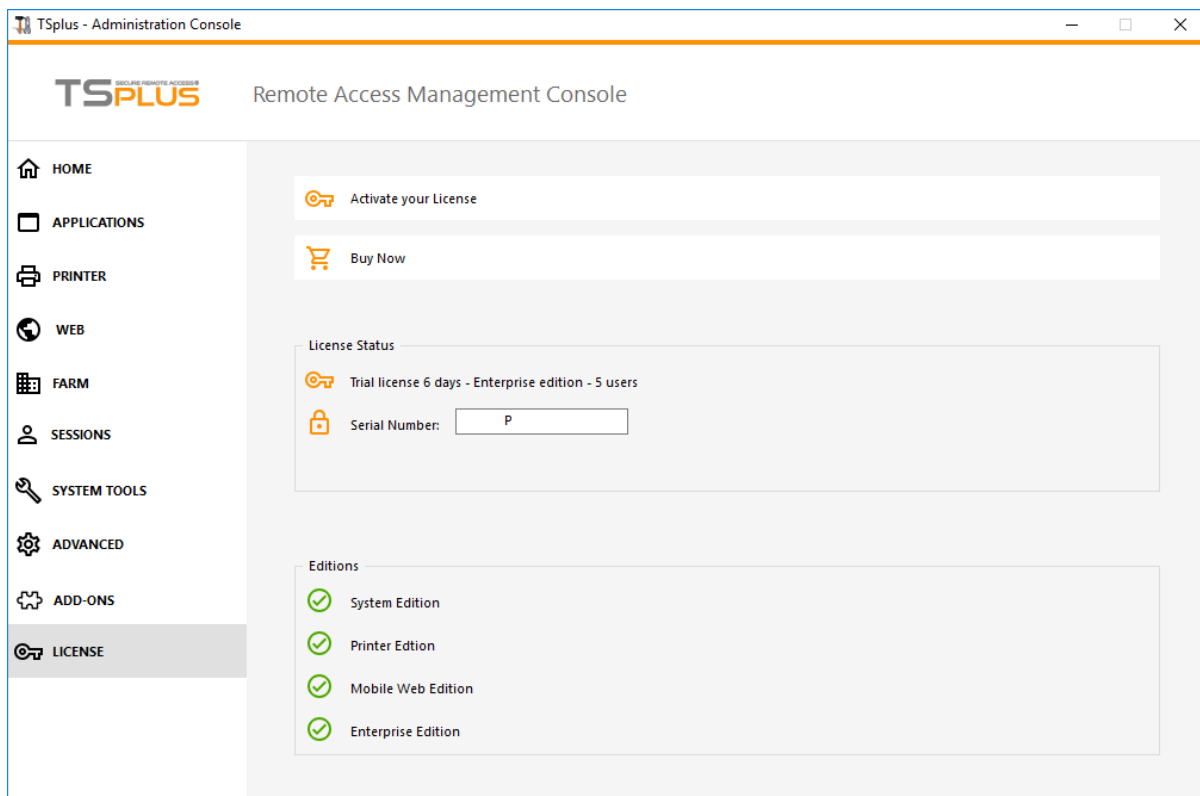 TSplus - Administration Console
TSPLUS SECURE REMOTE ACCESS®
Remote Access Management Console
HOME
APPLICATIONS
PRINTER
WEB
FARM
SESSIONS
SYSTEM TOOLS
ADVANCED
ADD-ONS
LICENSE
Activate your License
Buy Now
License Status
Trial license 6 days - Enterprise edition - 5 users
Serial Number: P
Editions
System Edition
Printer Edtion
Mobile Web Edition
Enterprise Edition